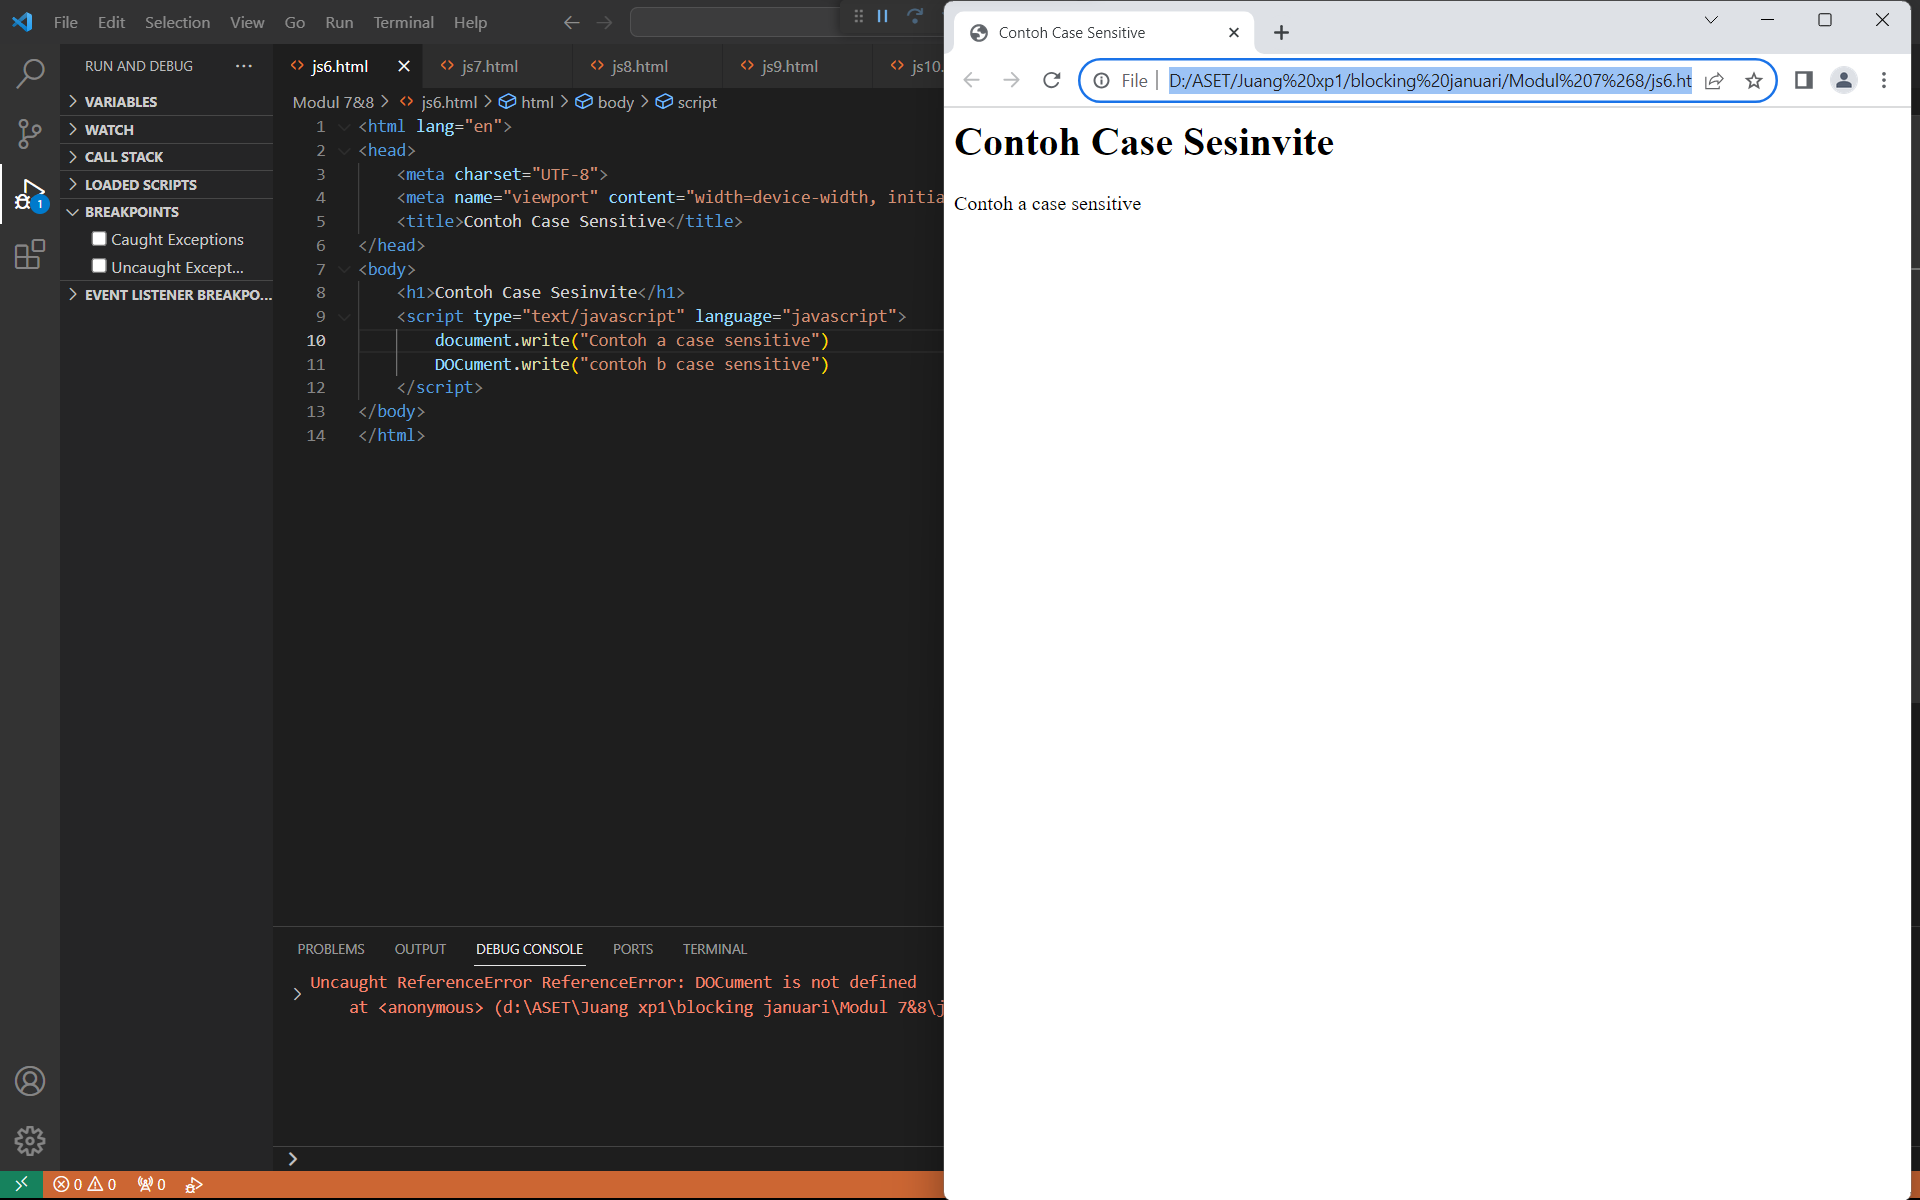 File Edit Selection View Go Run Terminal Help
RUN AND DEBUG ...
VARIABLES
WATCH
CALL STACK
LOADED SCRIPTS
BREAKPOINTS
Caught Exceptions
Uncaught Except...
EVENT LISTENER BREAKPO...
1
js6.html js7.html js8.html js9.html js10.
Modul 7&8 > js6.html > html > body > script
1 <html lang="en">
2 <head>
3 <meta charset="UTF-8">
4 <meta name="viewport" content="width=device-width, initia
5 <title>Contoh Case Sensitive</title>
6 </head>
7 <body>
8 <h1>Contoh Case Sesinvite</h1>
9 <script type="text/javascript" language="javascript">
10 document.write("Contoh a case sensitive")
11 DOCument.write("contoh b case sensitive")
12 </script>
13 </body>
14 </html>
PROBLEMS OUTPUT DEBUG CONSOLE PORTS TERMINAL
Uncaught ReferenceError ReferenceError: DOCument is not defined
at <anonymous> (d:\ASET\Juang xp1\blocking januari\Modul 7&8\j
>
0 0 0
Contoh Case Sensitive
File D:/ASET/Juang%20xp1/blocking%20januari/Modul%207%268/js6.ht
Contoh Case Sesinvite
Contoh a case sensitive